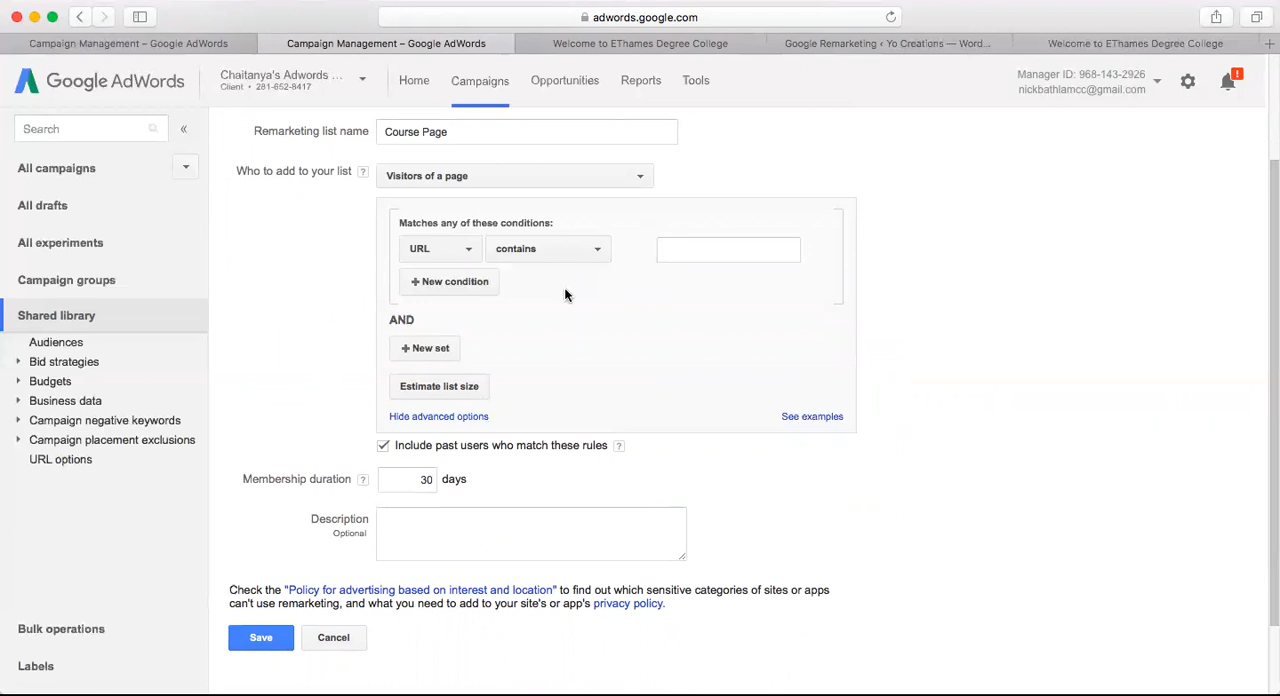 adwords.google.com
Campaign Management – Google AdWords
Campaign Management – Google AdWords
Welcome to EThames Degree College
Google Remarketing ‹ Yo Creations — Word...
Welcome to EThames Degree College
Google AdWords
Chaitanya's Adwords ...
Client • 281-652-8417
Home
Campaigns
Opportunities
Reports
Tools
Manager ID: 968-143-2926
nickbathlamcc@gmail.com
!
Search
«
All campaigns
All drafts
All experiments
Campaign groups
Shared library
Audiences
Bid strategies
Budgets
Business data
Campaign negative keywords
Campaign placement exclusions
URL options
Bulk operations
Labels
Remarketing list name
Course Page
Who to add to your list ?
Visitors of a page
Matches any of these conditions:
URL
contains
+ New condition
AND
+ New set
Estimate list size
Hide advanced options
See examples
Include past users who match these rules ?
Membership duration ?
30
days
Description
Optional
Check the "Policy for advertising based on interest and location" to find out which sensitive categories of sites or apps
can't use remarketing, and what you need to add to your site's or app's privacy policy.
Save
Cancel